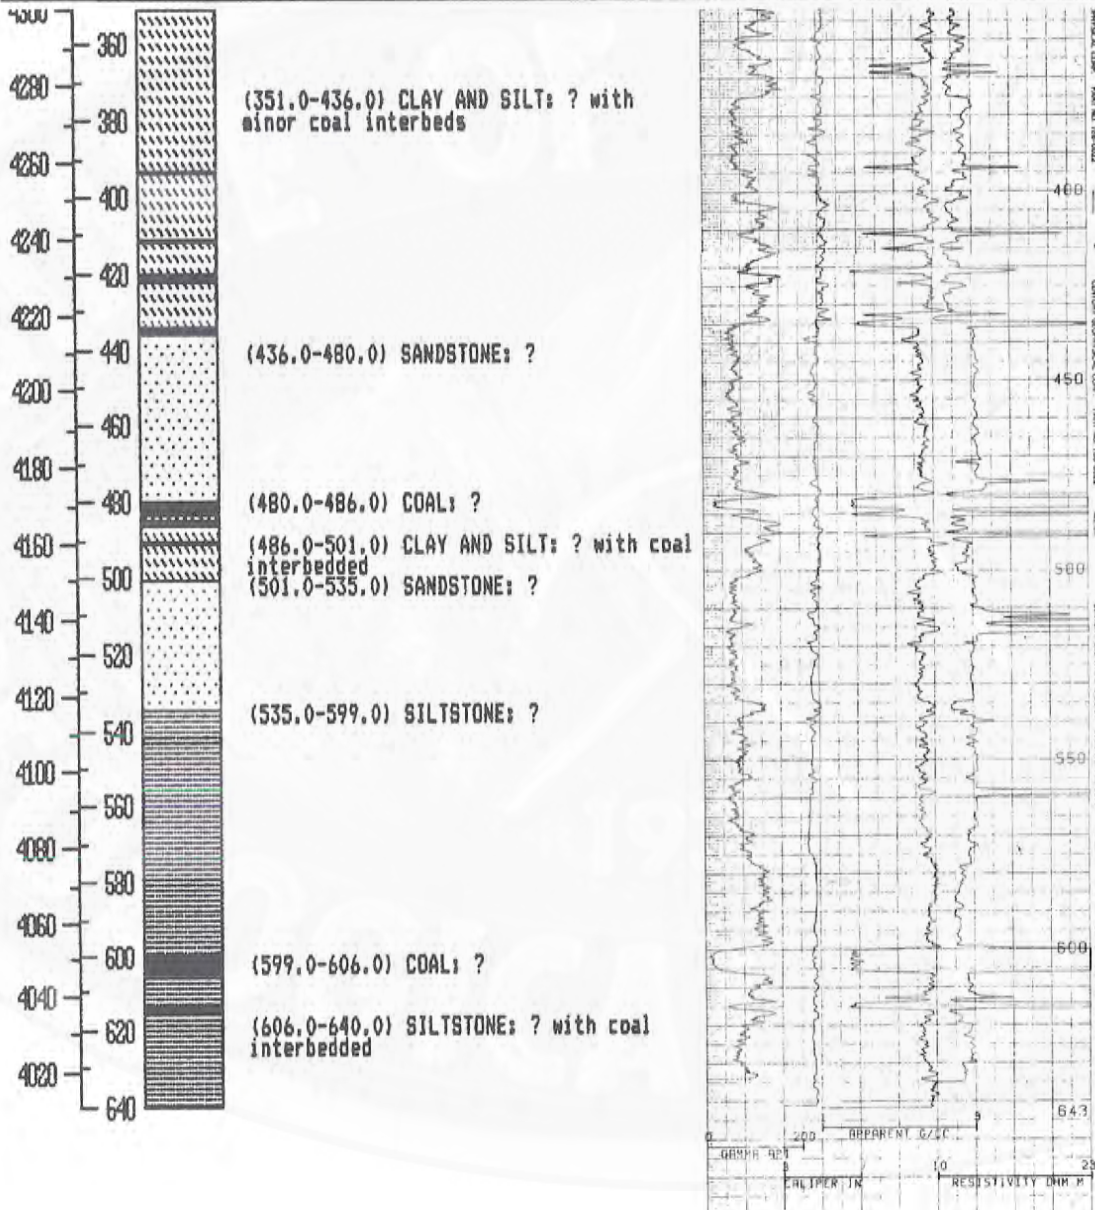 4300
360
4280
380
(351.0-436.0) CLAY AND SILT: ? with
minor coal interbeds
4260
400
400
4240
420
4220
440
(436.0-480.0) SANDSTONE: ?
450
4200
460
4180
480
(480.0-486.0) COAL: ?
4160
(486.0-501.0) CLAY AND SILT: ? with coal
interbedded
500
500
(501.0-535.0) SANDSTONE: ?
4140
520
4120
(535.0-599.0) SILTSTONE: ?
540
550
4100
560
4080
580
4060
600
600
(599.0-606.0) COAL: ?
4040
620
(606.0-640.0) SILTSTONE: ? with coal
interbedded
4020
640
643
0 200
APPARENT G/CC
GAMMA
CALIPER IN
10 23
RESISTIVITY OHM M